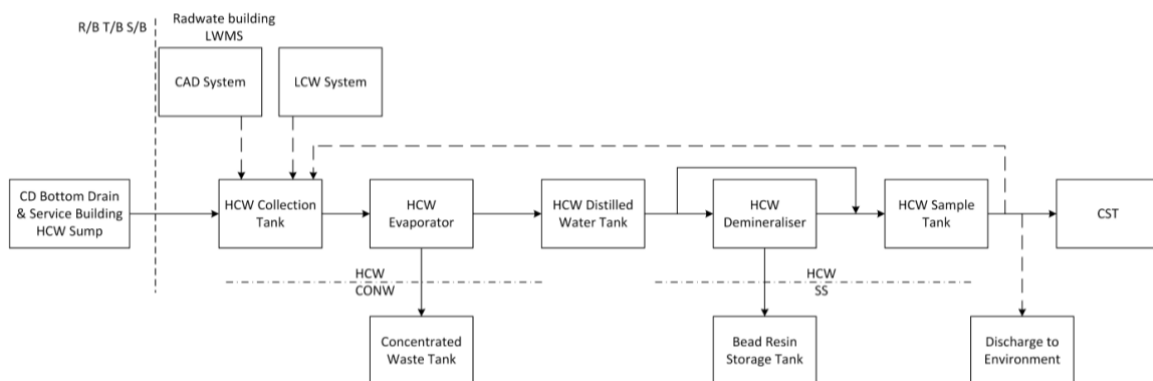 R/B T/B S/B
Radwate building
LWMS
CAD System
LCW System
CD Bottom Drain
& Service Building
HCW Sump
HCW Collection
Tank
HCW
Evaporator
HCW Distilled
Water Tank
HCW
Demineraliser
HCW Sample
Tank
CST
HCW
CONW
HCW
SS
Concentrated
Waste Tank
Bead Resin
Storage Tank
Discharge to
Environment